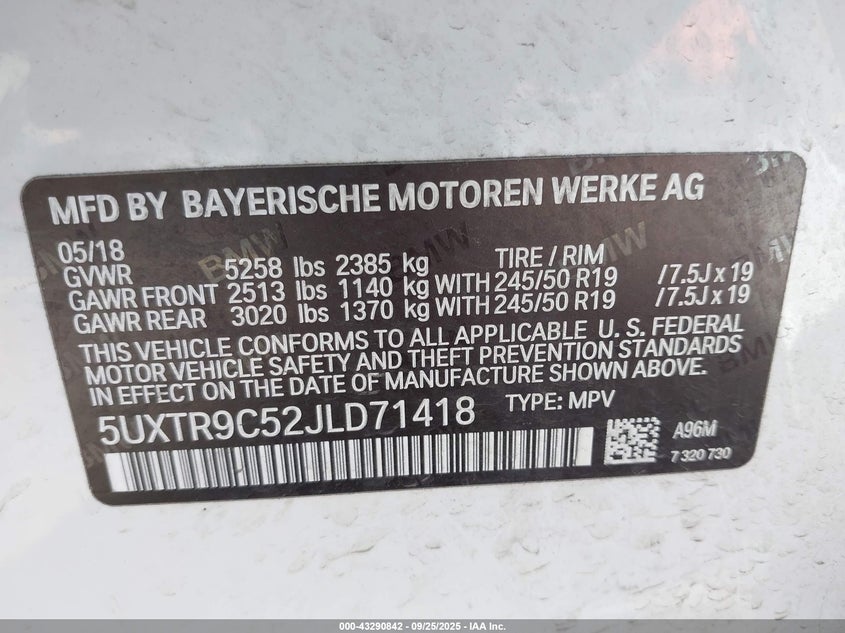 MFD BY BAYERISCHE MOTOREN WERKE AG
05/18 TIRE / RIM
GVWR 5258 lbs 2385 kg
GAWR FRONT 2513 lbs 1140 kg WITH 245/50 R19 /7.5J x 19
GAWR REAR 3020 lbs 1370 kg WITH 245/50 R19 /7.5J x 19
THIS VEHICLE CONFORMS TO ALL APPLICABLE U. S. FEDERAL
MOTOR VEHICLE SAFETY AND THEFT PREVENTION STANDARDS
IN EFFECT ON THE DATE OF MANUFACTURE SHOWN ABOVE.
5UXTR9C52JLD71418 TYPE: MPV
A96M
7 320 730
000-43290842 - 09/25/2025 - IAA Inc.